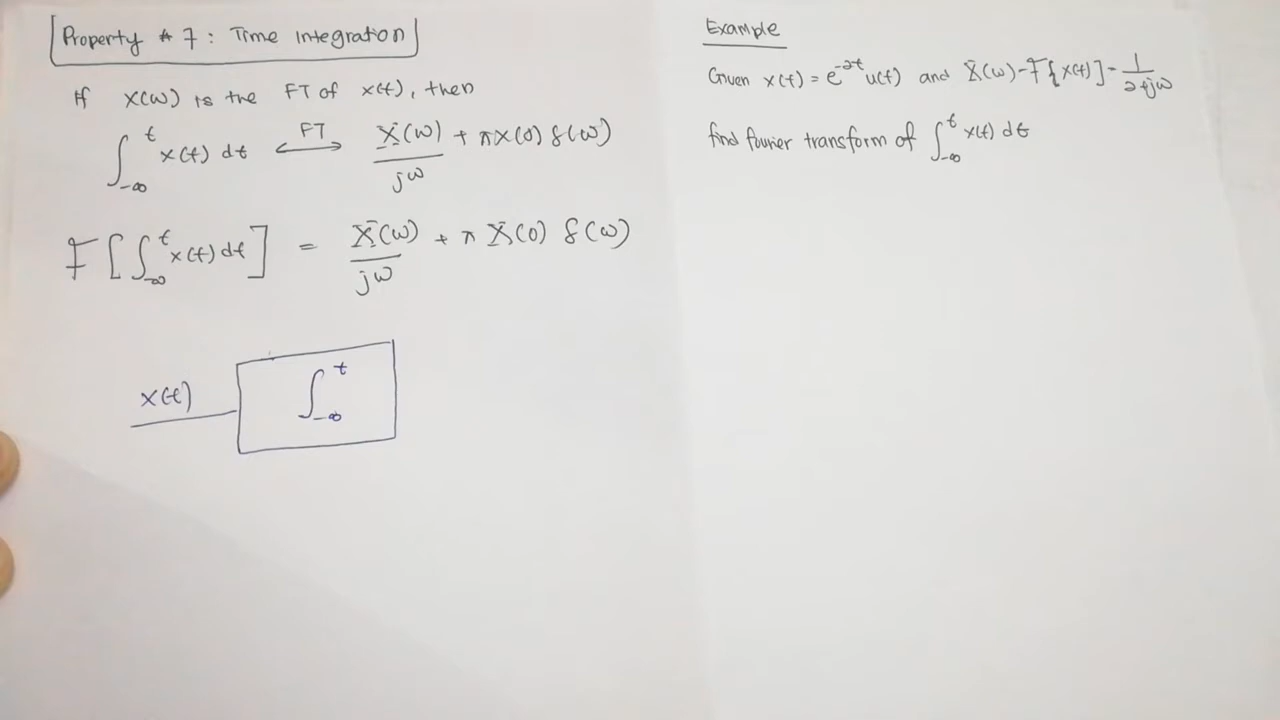 Property # 7: Time Integration
If X(ω) is the FT of x(t), then
∫_{-∞}^{t} x(t) dt ⟷^{FT} X(ω)/jω + πX(0) δ(ω)
F[∫_{-∞}^{t} x(t) dt] = X(ω)/jω + π X(0) δ(ω)
x(t) ∫_{-∞}^{t}
Example
Given x(t) = e^{-2t} u(t) and X(ω) = F{x(t)] = 1/(2+jω)
find fourier transform of ∫_{-∞}^{t} x(t) dt